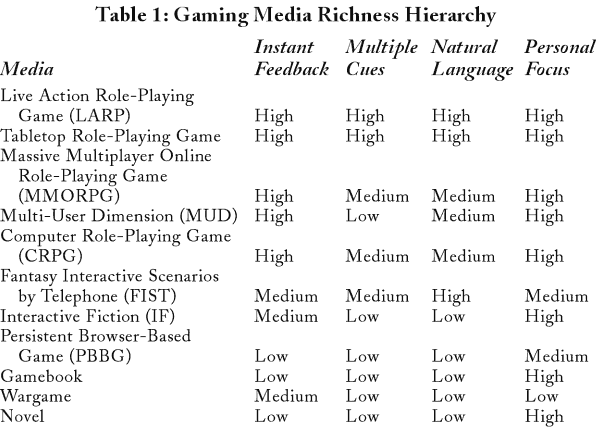 Table 1: Gaming Media Richness Hierarchy
Instant Multiple Natural Personal
Media Feedback Cues Language Focus
Live Action Role-Playing
Game (LARP) High High High High
Tabletop Role-Playing Game High High High High
Massive Multiplayer Online
Role-Playing Game
(MMORPG) High Medium Medium High
Multi-User Dimension (MUD) High Low Medium High
Computer Role-Playing Game
(CRPG) High Medium Medium High
Fantasy Interactive Scenarios
by Telephone (FIST) Medium Medium High Medium
Interactive Fiction (IF) Medium Low Low High
Persistent Browser-Based
Game (PBBG) Low Low Low Medium
Gamebook Low Low Low High
Wargame Medium Low Low Low
Novel Low Low Low High